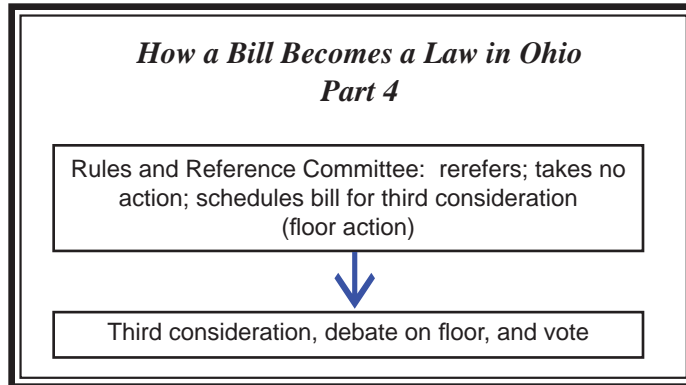 How a Bill Becomes a Law in Ohio
Part 4
Rules and Reference Committee: rerefers; takes no
action; schedules bill for third consideration
(floor action)
Third consideration, debate on floor, and vote